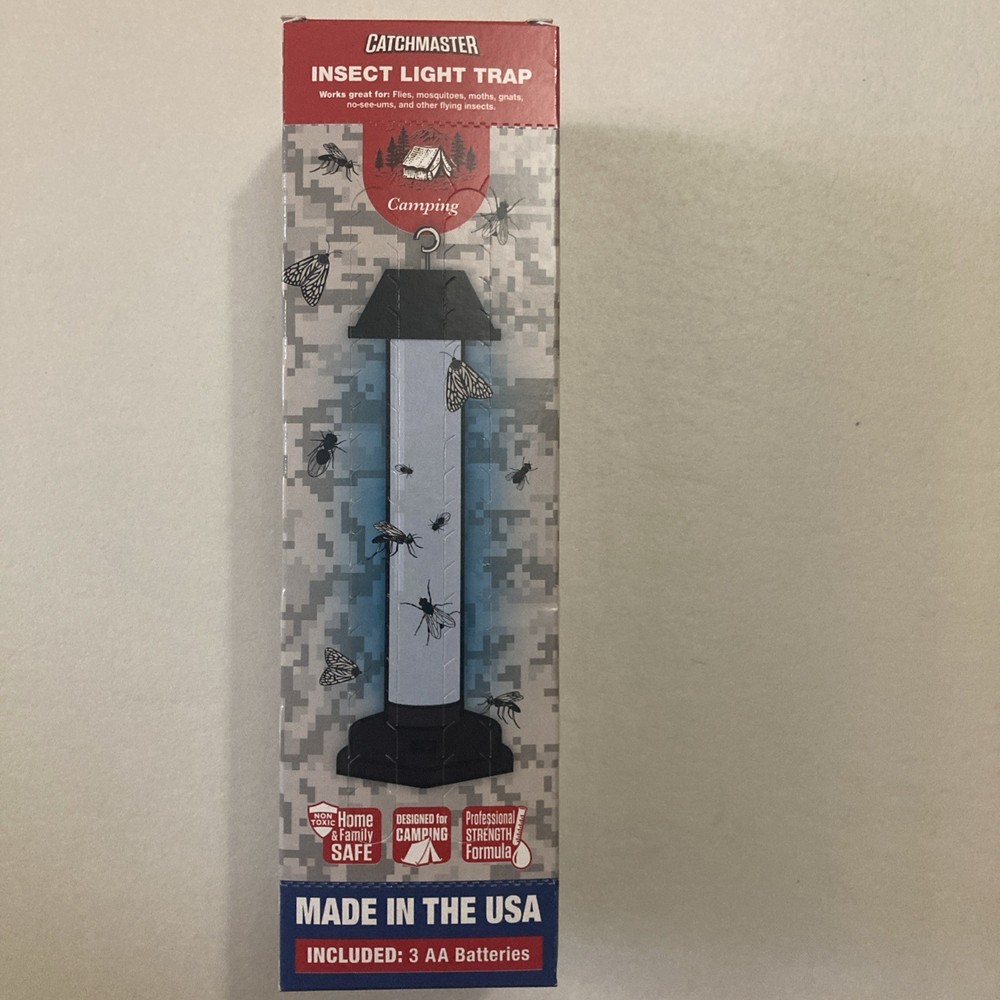 CATCHMASTER
INSECT LIGHT TRAP
Works great for: Flies, mosquitoes, moths, gnats,
no-see-ums, and other flying insects.
Camping
NON
TOXIC
Home
& Family
SAFE
DESIGNED for
CAMPING
Professional
STRENGTH
Formula
MADE IN THE USA
INCLUDED: 3 AA Batteries